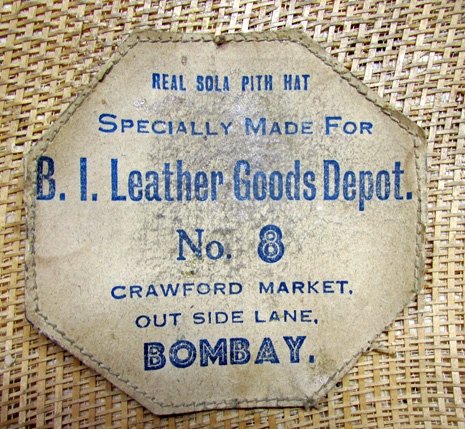 REAL SOLA PITH HAT
SPECIALLY MADE FOR
B. I. Leather Goods Depot.
No. 8
CRAWFORD MARKET,
OUT SIDE LANE,
BOMBAY.